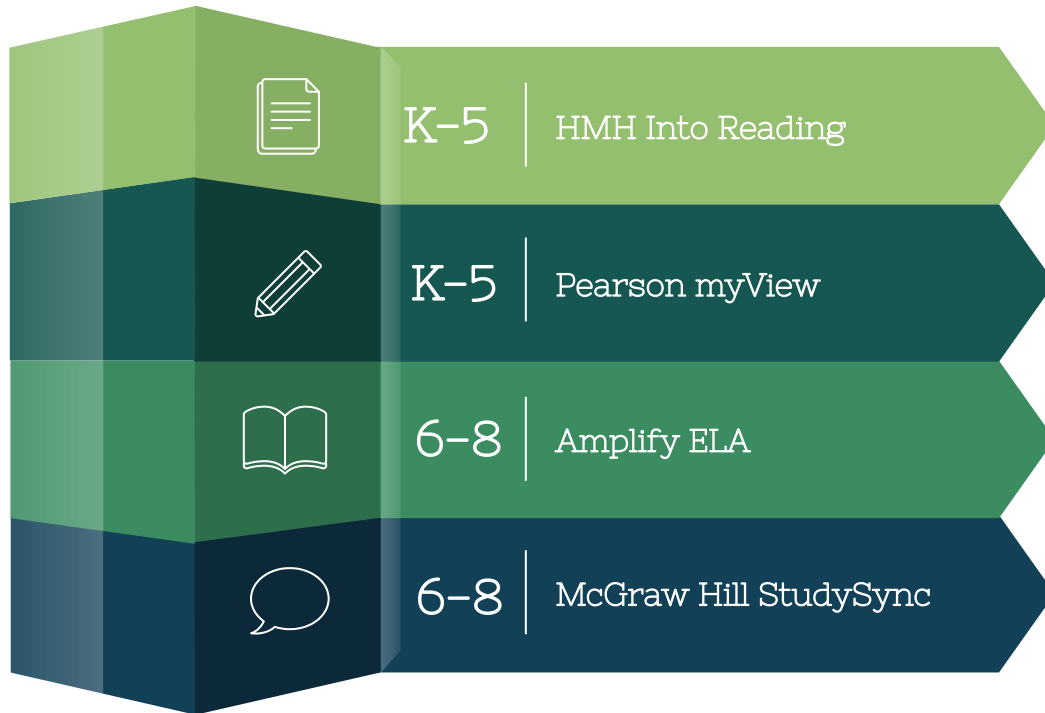 K-5 HMH Into Reading
K-5 Pearson myView
6-8 Amplify ELA
6-8 McGraw Hill StudySync